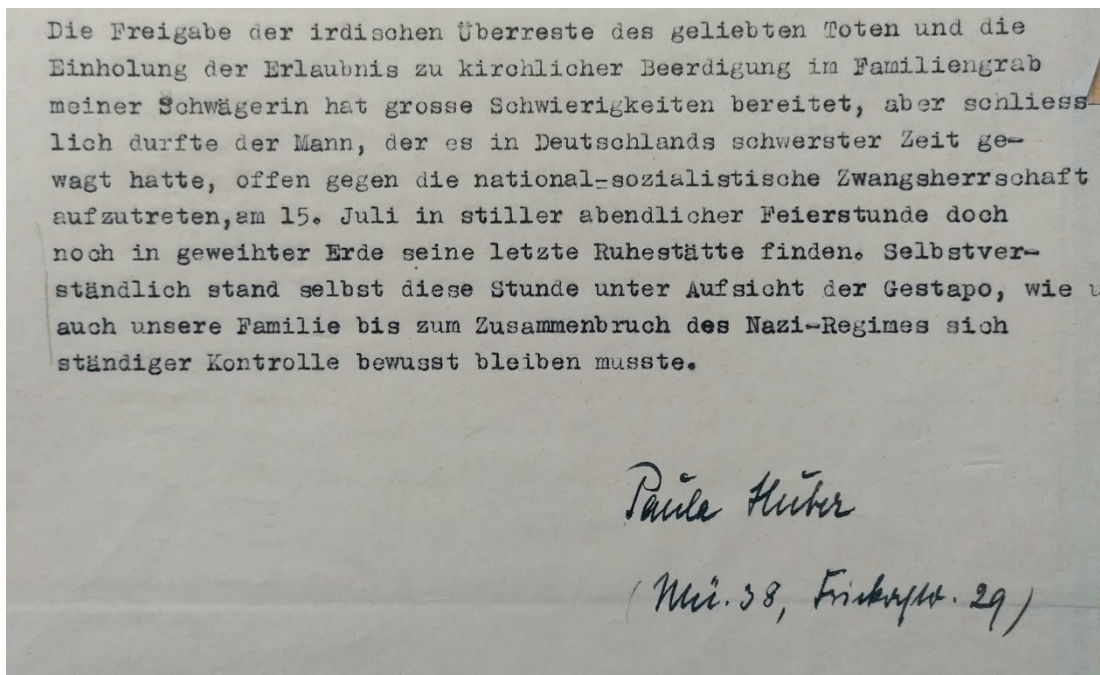 Die Freigabe der irdischen Überreste des geliebten Toten und die
Einholung der Erlaubnis zu kirchlicher Beerdigung im Familiengrab
meiner Schwägerin hat grosse Schwierigkeiten bereitet, aber schliess
lich durfte der Mann, der es in Deutschlands schwerster Zeit ge-
wagt hatte, offen gegen die national-sozialistische Zwangsherrschaft
aufzutreten,am 15. Juli in stiller abendlicher Feierstunde doch
noch in geweihter Erde seine letzte Ruhestätte finden. Selbstver-
ständlich stand selbst diese Stunde unter Aufsicht der Gestapo, wie
auch unsere Familie bis zum Zusammenbruch des Nazi-Regimes sich
ständiger Kontrolle bewusst bleiben musste.
Paula Huber
(Mü. 38, 29)